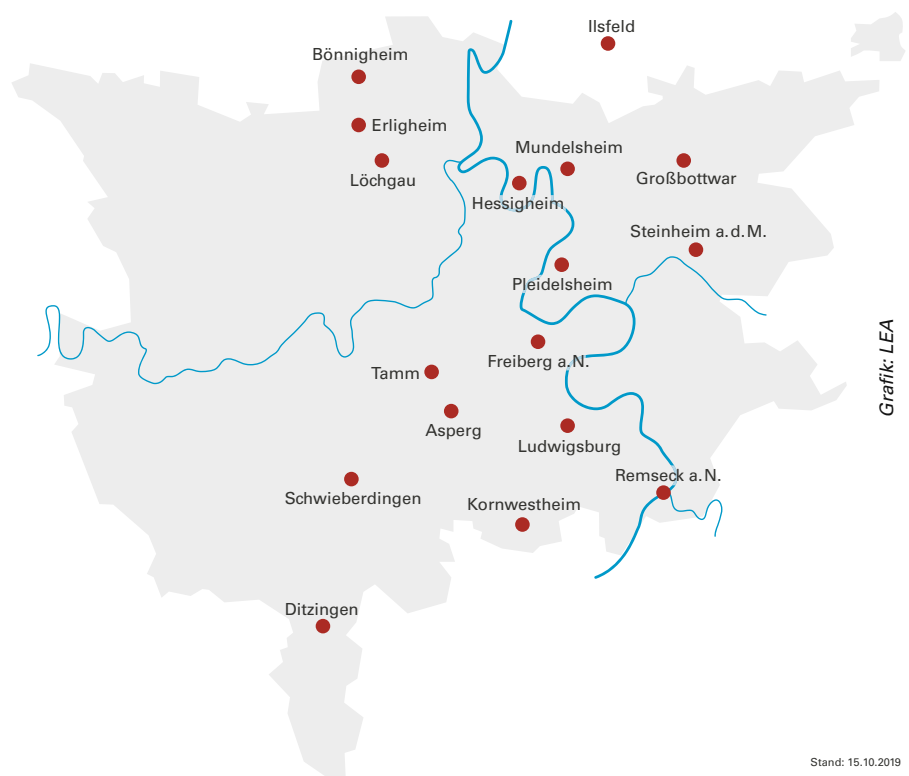 Ilsfeld
Bönnigheim
Erligheim
Mundelsheim
Löchgau
Großbottwar
Hessigheim
Steinheim a.d.M.
Pleidelsheim
Freiberg a.N.
Tamm
Asperg
Ludwigsburg
Remseck a.N.
Schwieberdingen
Kornwestheim
Ditzingen
Grafik: LEA
Stand: 15.10.2019